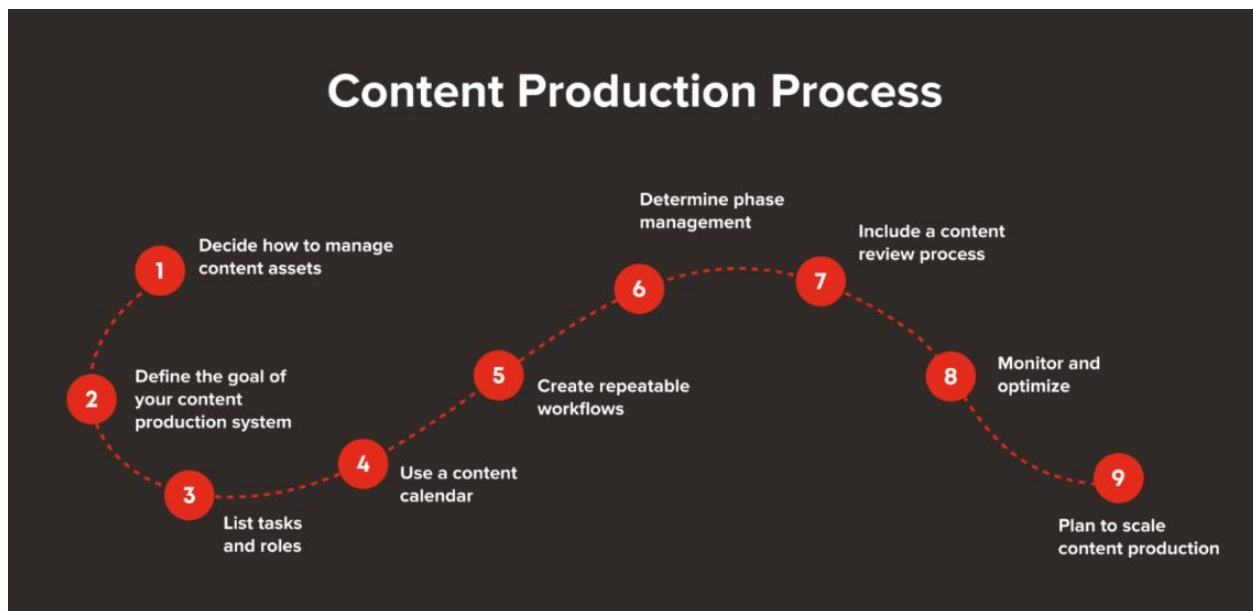 Content Production Process
1
Decide how to manage
content assets
2
Define the goal of
your content
production system
3
List tasks
and roles
4
Use a content
calendar
5
Create repeatable
workflows
6
Determine phase
management
7
Include a content
review process
8
Monitor and
optimize
9
Plan to scale
content production